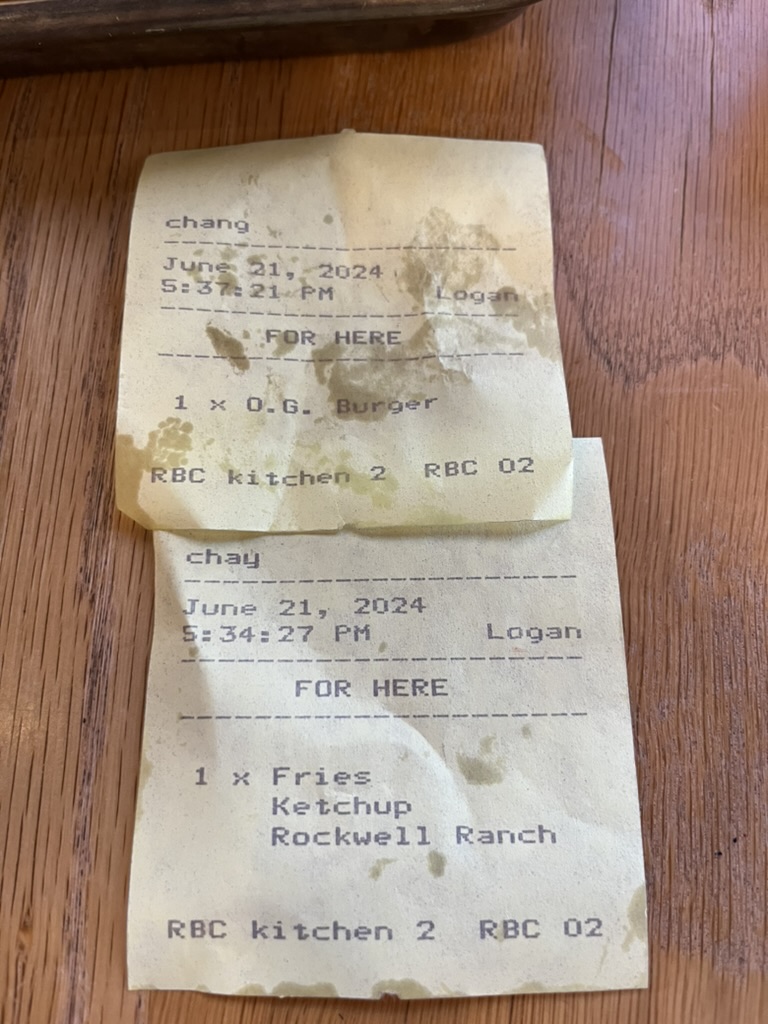 chang
June 21, 2024
5:37:21 PM Logan
FOR HERE
1 x O.G. Burger
RBC kitchen 2 RBC 02
chay
June 21, 2024
5:34:27 PM Logan
FOR HERE
1 x Fries
Ketchup
Rockwell Ranch
RBC kitchen 2 RBC 02